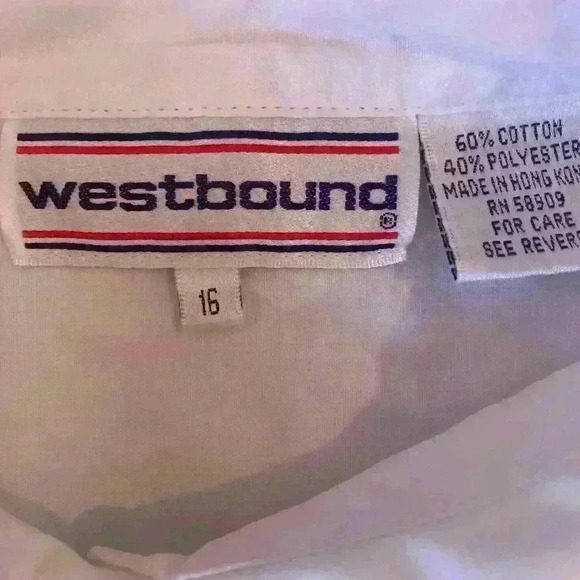 westbound
®
16
60% COTTON
40% POLYESTER
MADE IN HONG KON
RN 58909
FOR CARE
SEE REVERS